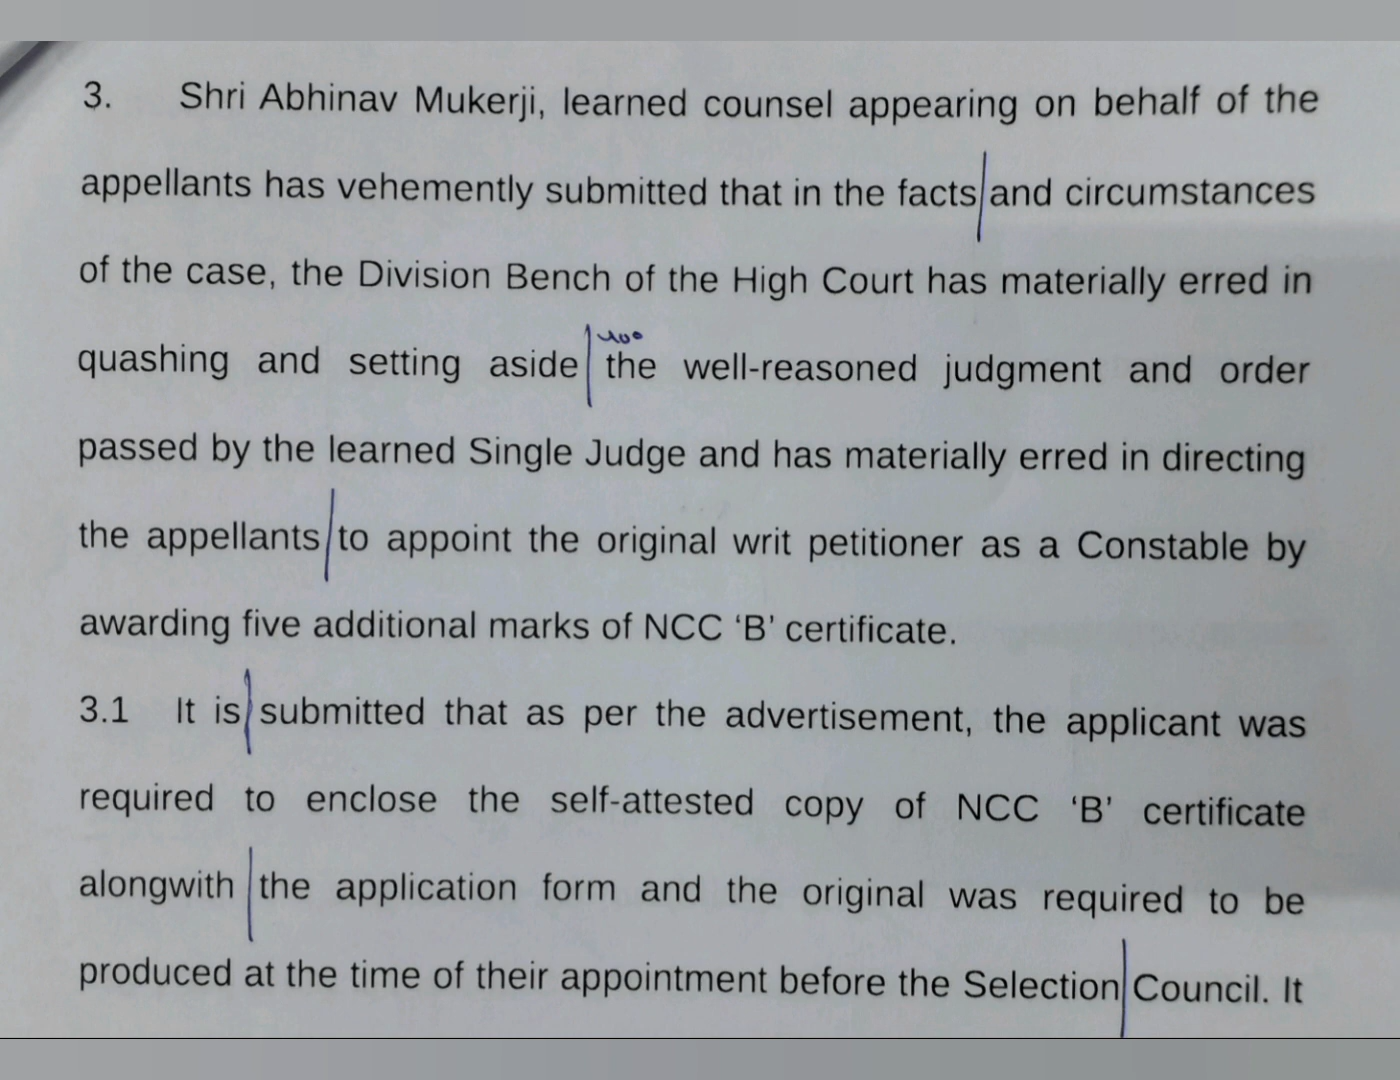 3. Shri Abhinav Mukerji, learned counsel appearing on behalf of the
appellants has vehemently submitted that in the facts and circumstances
of the case, the Division Bench of the High Court has materially erred in
400
quashing and setting aside the well-reasoned judgment and order
passed by the learned Single Judge and has materially erred in directing
the appellants to appoint the original writ petitioner as a Constable by
awarding five additional marks of NCC ‘B’ certificate.
3.1 It is submitted that as per the advertisement, the applicant was
required to enclose the self-attested copy of NCC ‘B’ certificate
alongwith the application form and the original was required to be
produced at the time of their appointment before the Selection Council. It